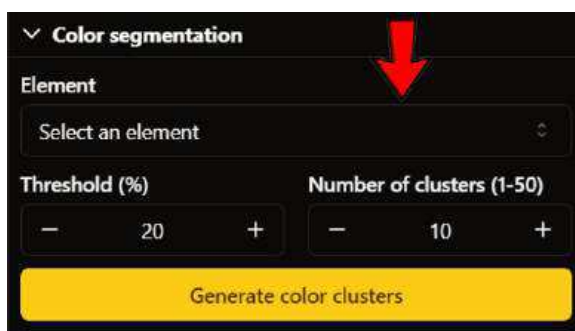 Color segmentation
Element
Select an element
Threshold (%)
Number of clusters (1-50)
− 20 +
− 10 +
Generate color clusters